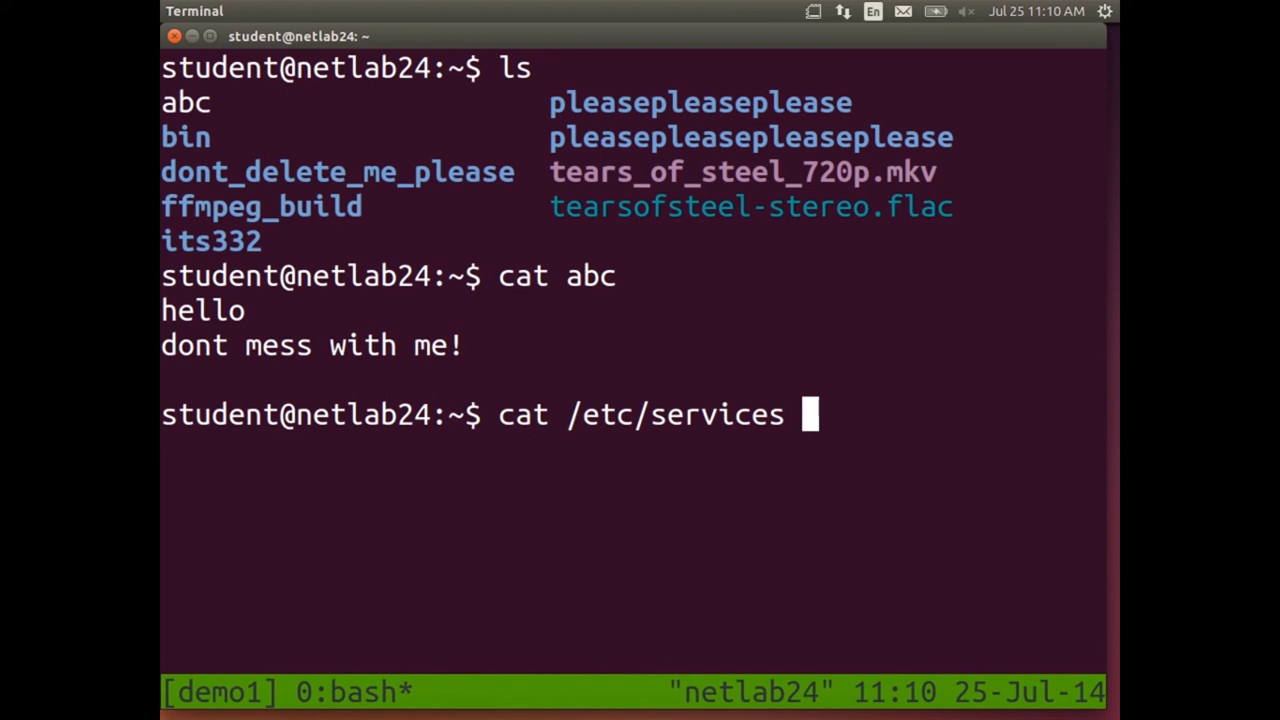 Terminal En Jul 25 11:10 AM
student@netlab24: ~
student@netlab24:~$ ls
abc pleasepleaseplease
bin pleasepleasepleaseplease
dont_delete_me_please tears_of_steel_720p.mkv
ffmpeg_build tearsofsteel-stereo.flac
its332
student@netlab24:~$ cat abc
hello
dont mess with me!
student@netlab24:~$ cat /etc/services
[demo1] 0:bash* "netlab24" 11:10 25-Jul-14